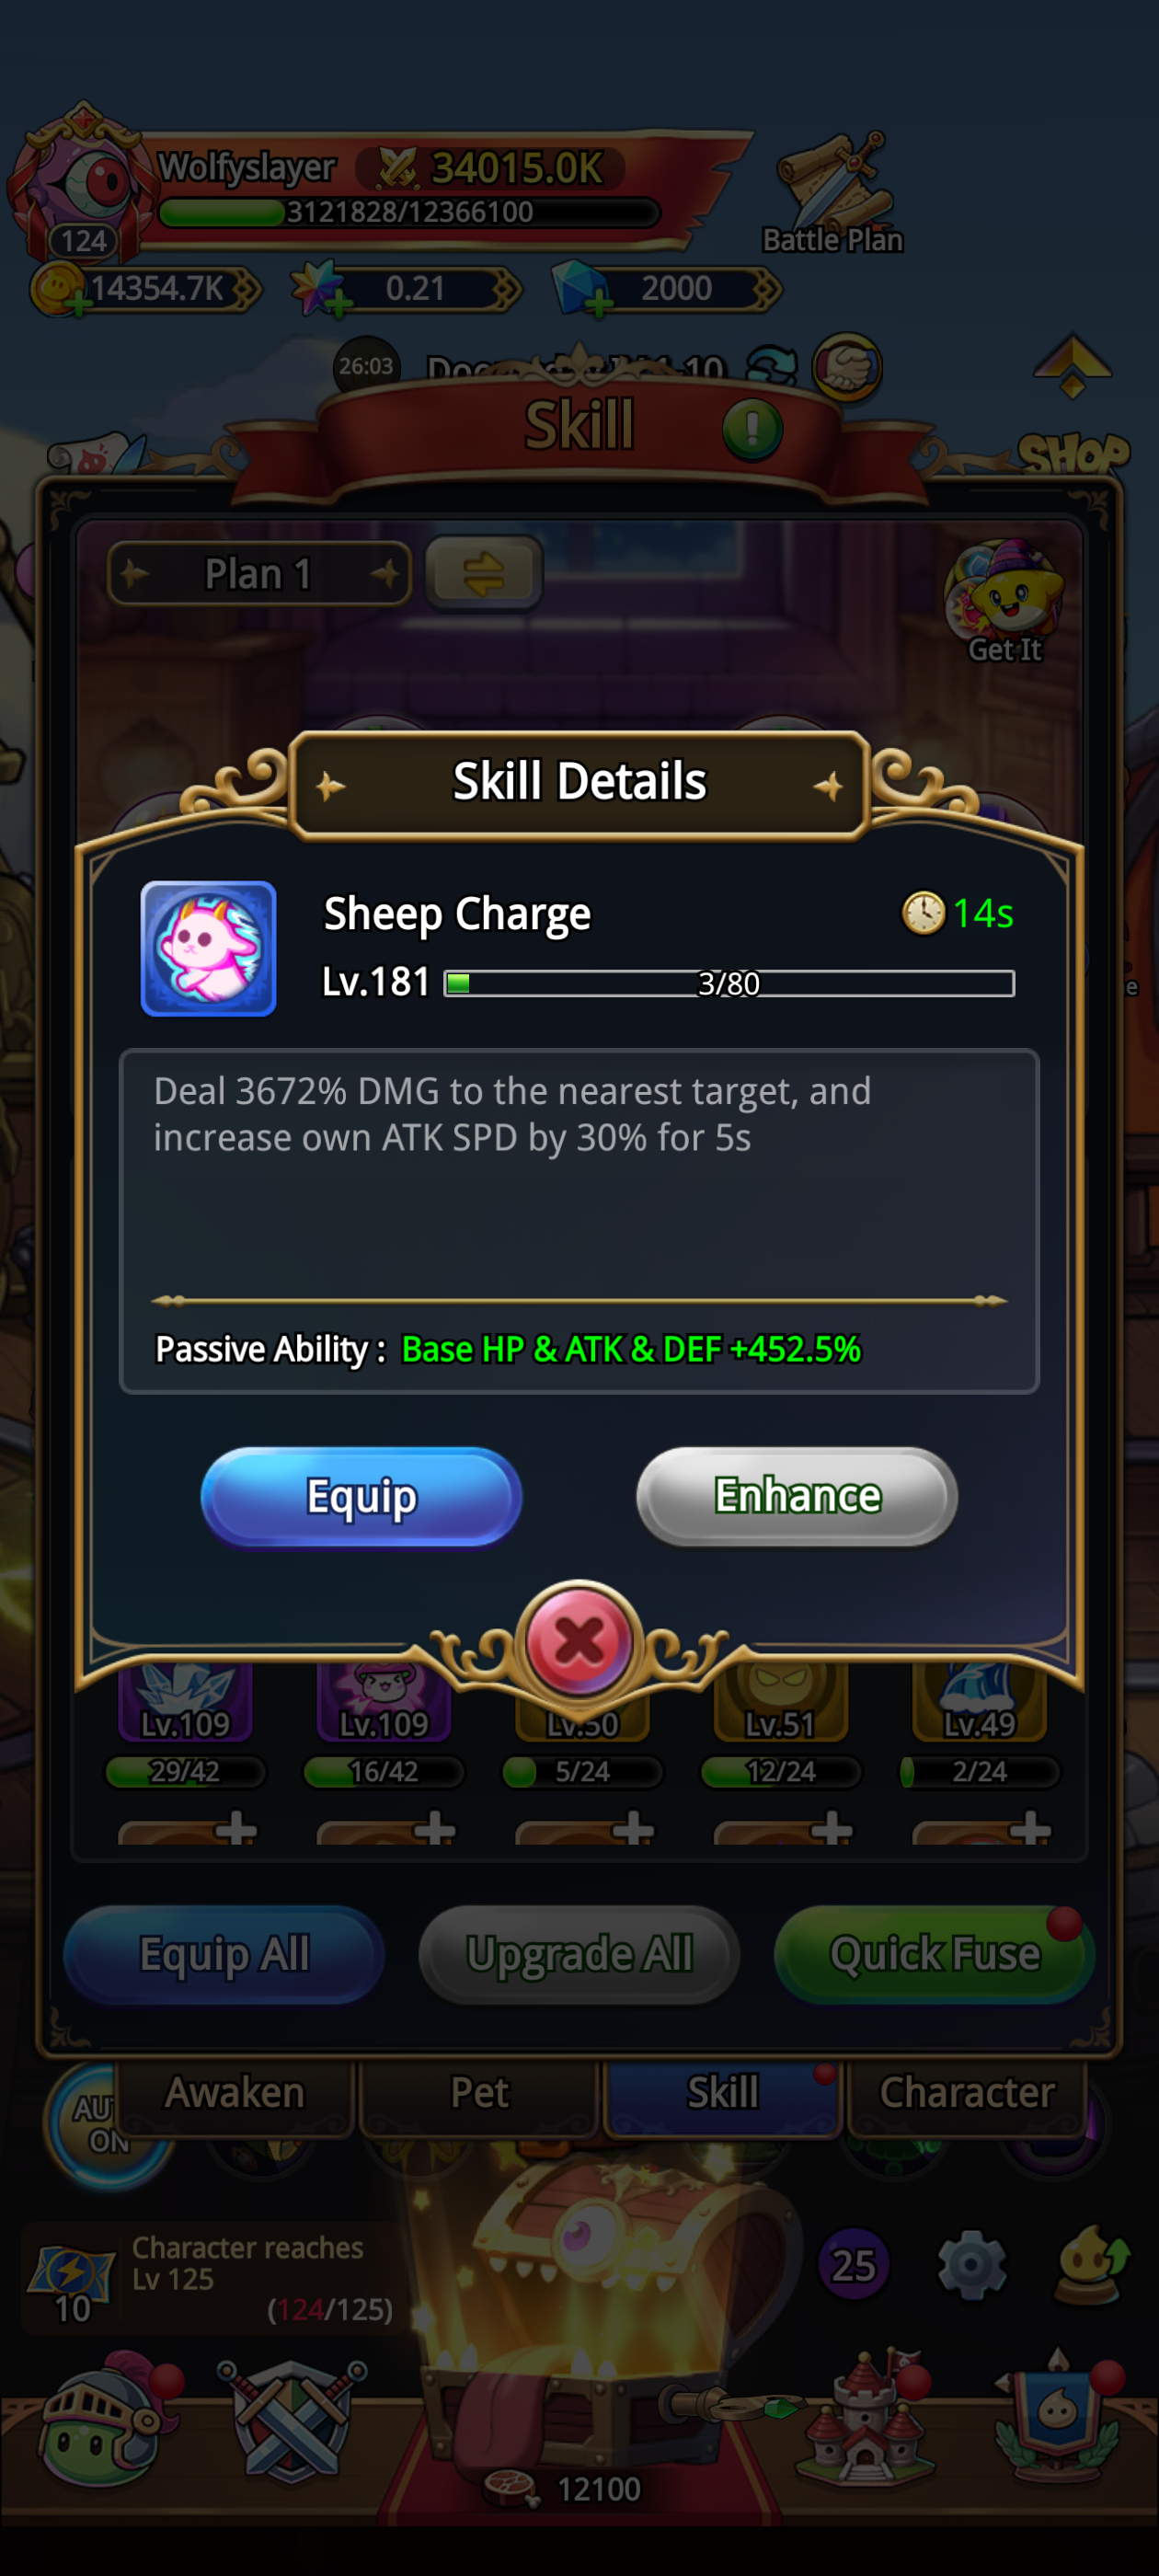 Wolfyslayer
34015.0K
3121828/12366100
124
Battle Plan
14354.7K
0.21
2000
26:03
Skill
SHOP
Plan 1
Get It
Skill Details
Sheep Charge
14s
Lv.181
3/80
Deal 3672% DMG to the nearest target, and
increase own ATK SPD by 30% for 5s
Passive Ability : Base HP & ATK & DEF +452.5%
Equip
Enhance
Lv.109
Lv.109
Lv.50
Lv.51
Lv.49
29/42
16/42
5/24
12/24
2/24
Equip All
Upgrade All
Quick Fuse
Awaken
Pet
Skill
Character
ON
Character reaches
Lv 125
(124/125)
10
25
12100